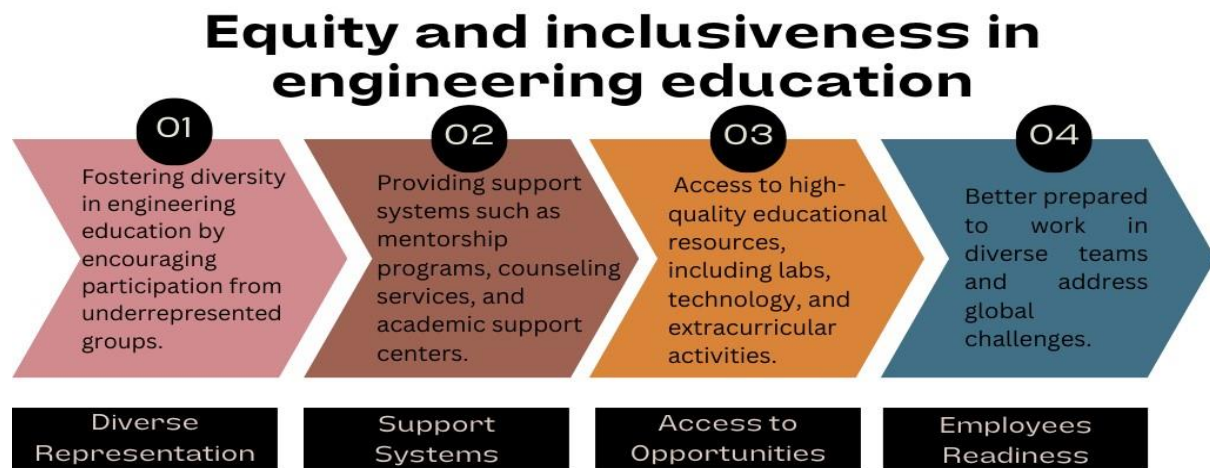 Equity and inclusiveness in
engineering education
01
Fostering diversity
in engineering
education by
encouraging
participation from
underrepresented
groups.
02
Providing support
systems such as
mentorship
programs, counseling
services, and
academic support
centers.
03
Access to high-
quality educational
resources,
including labs,
technology, and
extracurricular
activities.
04
Better prepared
to work in
diverse teams
and address
global
challenges.
Diverse
Representation
Support
Systems
Access to
Opportunities
Employees
Readiness